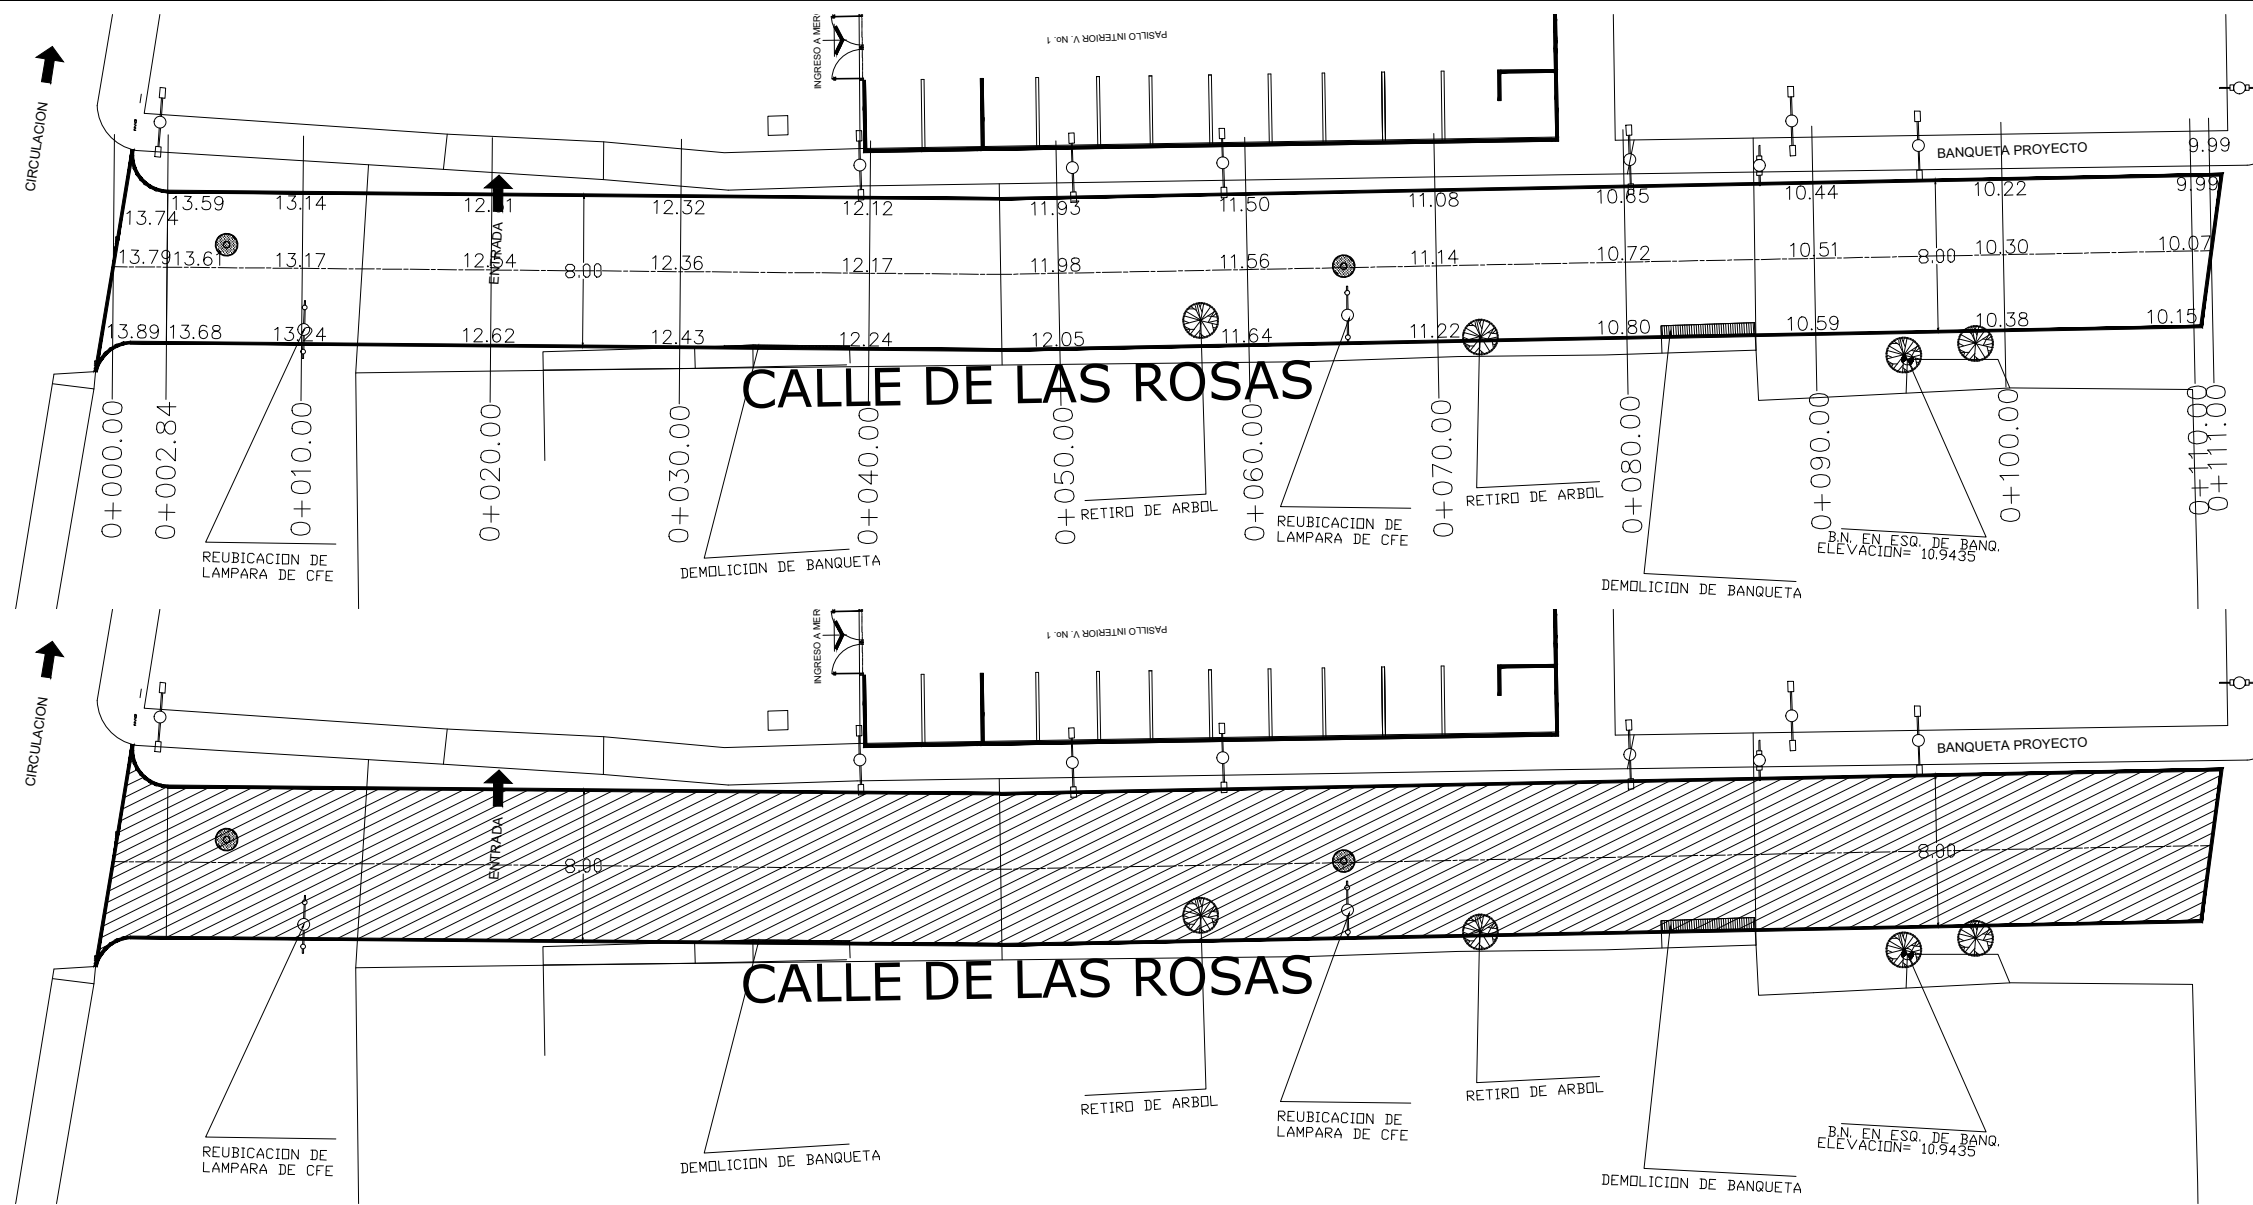 INGRESO A MER
PASILLO INTERIOR V. No. 1
CIRCULACION
BANQUETA PROYECTO
9.99
13.59
13.14
12.32
12.12
11.93
11.50
11.08
10.85
10.44
10.22
9.99
13.74
ENTRADA
13.79
13.61
13.17
8.00
12.36
12.17
11.98
11.56
11.14
10.72
10.51
8.00
10.30
10.07
13.89
13.68
13.24
12.62
12.43
12.24
12.05
11.64
11.22
10.80
10.59
10.38
10.15
CALLE DE LAS ROSAS
0+000.00
0+002.84
0+010.00
0+020.00
0+030.00
0+040.00
0+050.00
0+060.00
0+070.00
0+080.00
0+090.00
0+100.00
0+111.00
REUBICACION DE
LAMPARA DE CFE
DEMOLICION DE BANQUETA
RETIRO DE ARBOL
REUBICACION DE
LAMPARA DE CFE
RETIRO DE ARBOL
DEMOLICION DE BANQUETA
B.N. EN ESQ. DE BANQ.
ELEVACION= 10.9435
INGRESO A MER
PASILLO INTERIOR V. No. 1
CIRCULACION
BANQUETA PROYECTO
ENTRADA
8.00
8.00
CALLE DE LAS ROSAS
REUBICACION DE
LAMPARA DE CFE
DEMOLICION DE BANQUETA
RETIRO DE ARBOL
REUBICACION DE
LAMPARA DE CFE
RETIRO DE ARBOL
DEMOLICION DE BANQUETA
B.N. EN ESQ. DE BANQ.
ELEVACION= 10.9435